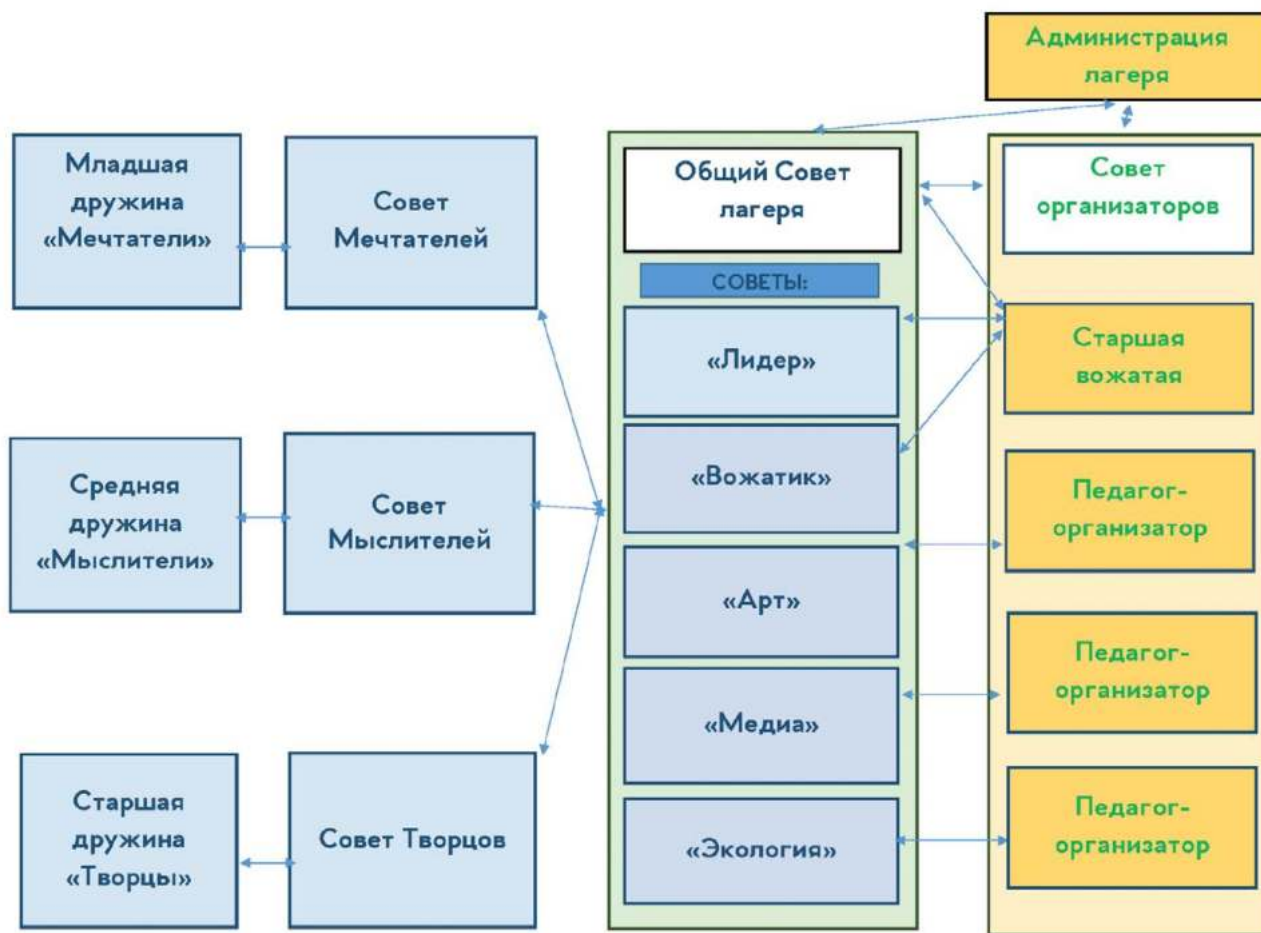 Администрация
лагеря
Младшая
дружина
«Мечтатели»
Совет
Мечтателей
Общий Совет
лагеря
Совет
организаторов
СОВЕТЫ:
«Лидер»
Старшая
вожатая
Средняя
дружина
«Мыслители»
Совет
Мыслителей
«Вожатик»
Педагог-
организатор
«Арт»
«Медиа»
Педагог-
организатор
Старшая
дружина
«Творцы»
Совет Творцов
«Экология»
Педагог-
организатор